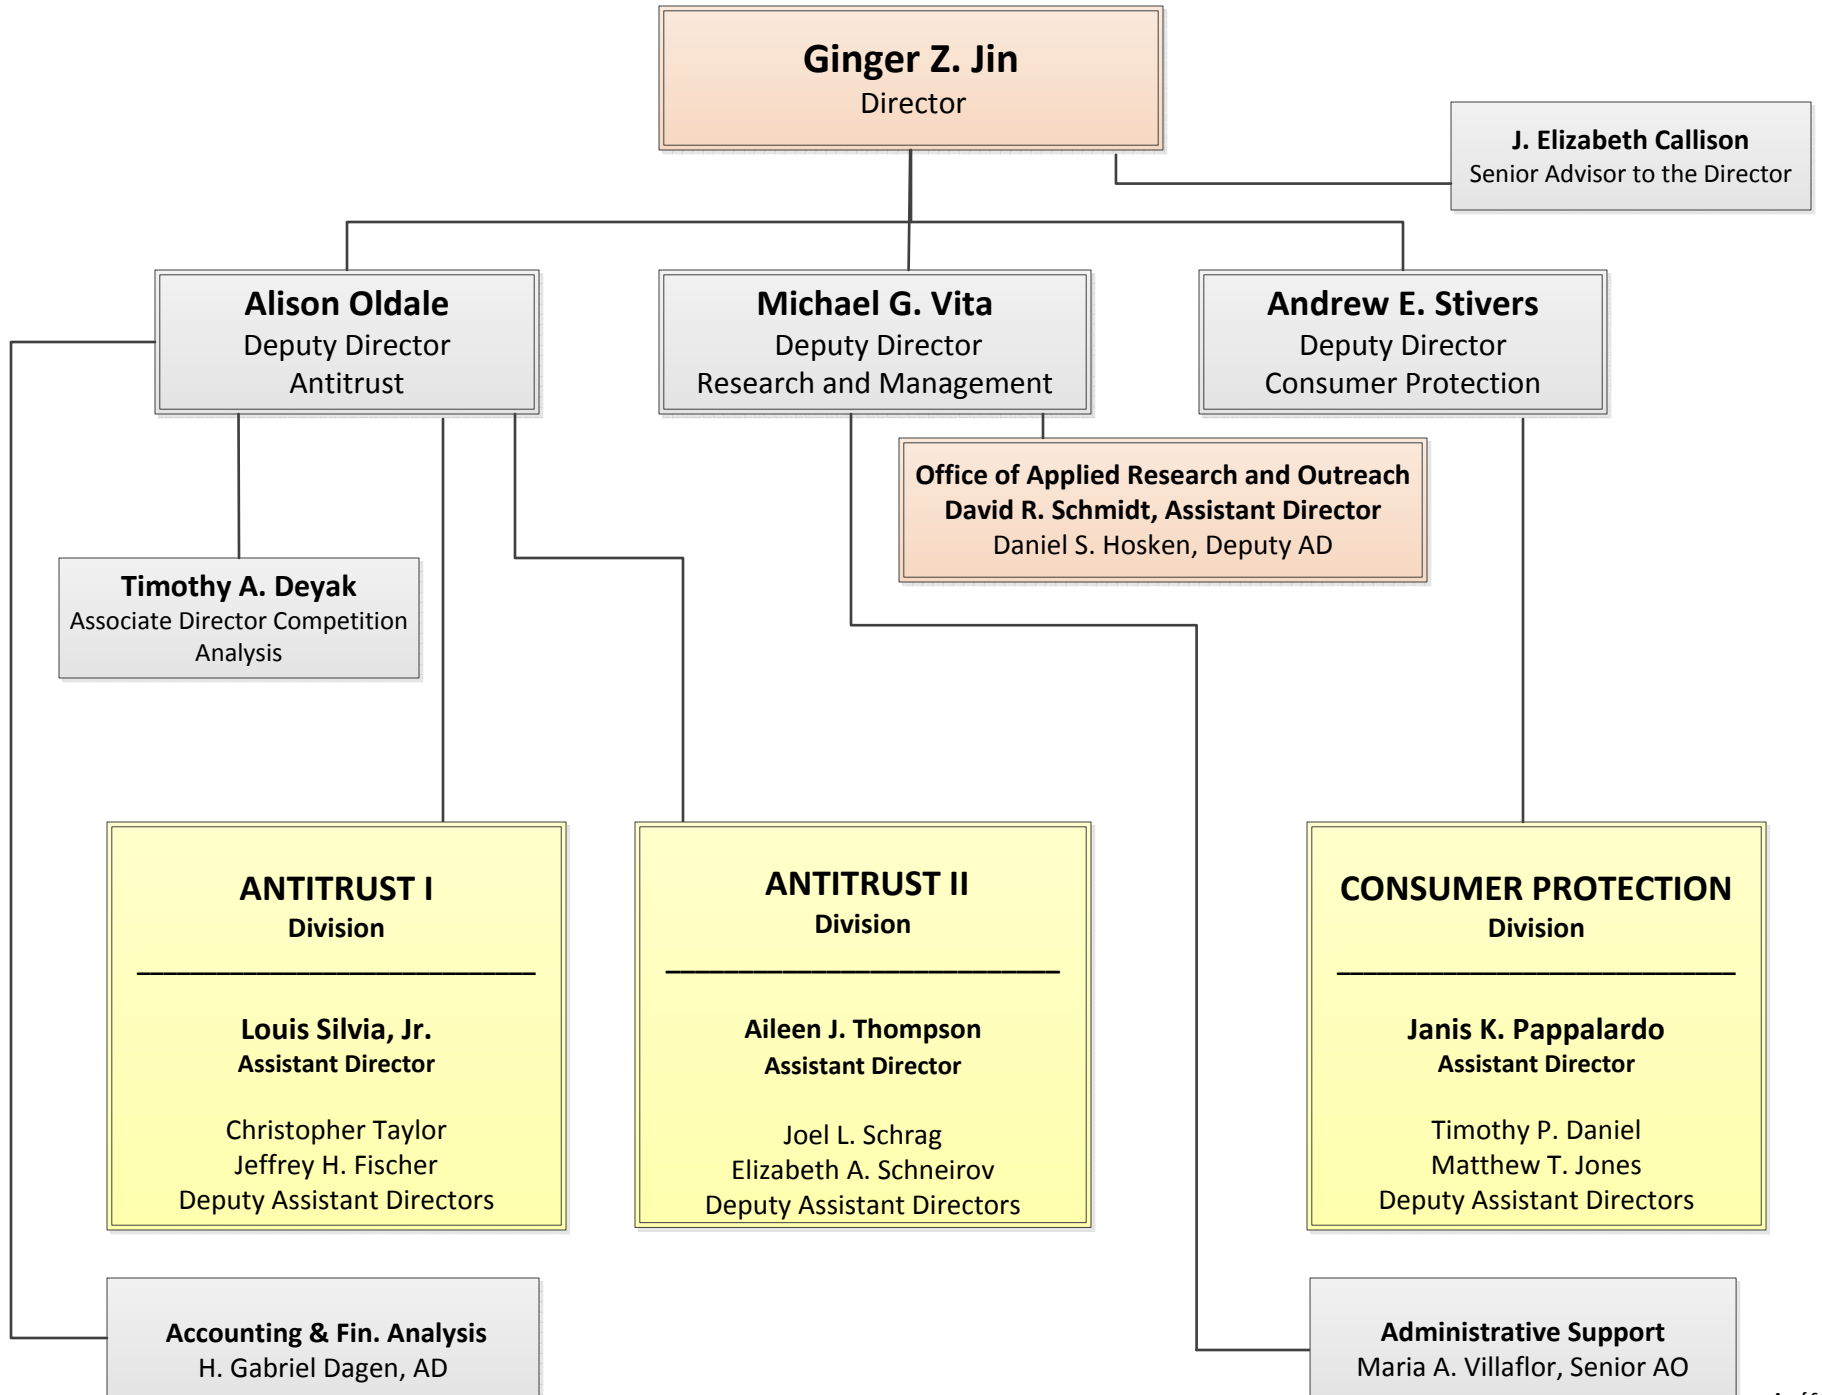 Ginger Z. Jin
Director
J. Elizabeth Callison
Senior Advisor to the Director
Alison Oldale
Deputy Director
Antitrust
Michael G. Vita
Deputy Director
Research and Management
Andrew E. Stivers
Deputy Director
Consumer Protection
Office of Applied Research and Outreach
David R. Schmidt, Assistant Director
Daniel S. Hosken, Deputy AD
Timothy A. Deyak
Associate Director Competition
Analysis
ANTITRUST I
Division
Louis Silvia, Jr.
Assistant Director
Christopher Taylor
Jeffrey H. Fischer
Deputy Assistant Directors
ANTITRUST II
Division
Aileen J. Thompson
Assistant Director
Joel L. Schrag
Elizabeth A. Schneirov
Deputy Assistant Directors
CONSUMER PROTECTION
Division
Janis K. Pappalardo
Assistant Director
Timothy P. Daniel
Matthew T. Jones
Deputy Assistant Directors
Accounting & Fin. Analysis
H. Gabriel Dagen, AD
Administrative Support
Maria A. Villaflor, Senior AO